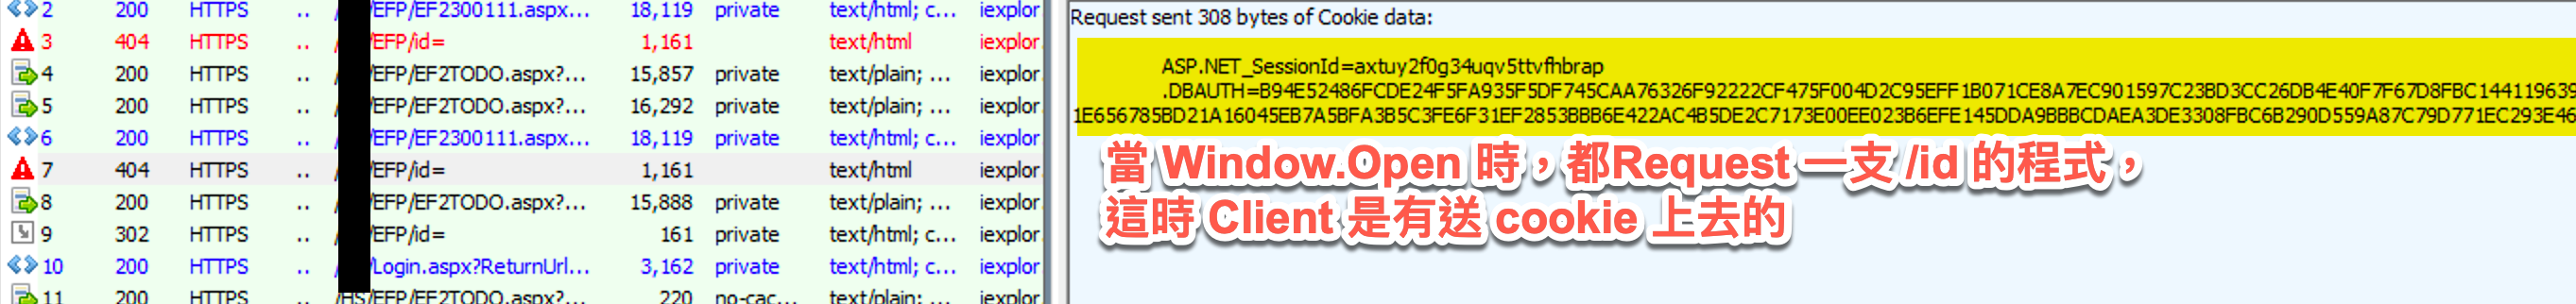 2 200 HTTPS .. / /EFP/EF2300111.aspx... 18,119 private text/html; c... iexplor
3 404 HTTPS .. / /EFP/id= 1,161 text/html iexplor
4 200 HTTPS .. / /EFP/EF2TODO.aspx?... 15,857 private text/plain; ... iexplor
5 200 HTTPS .. / /EFP/EF2TODO.aspx?... 16,292 private text/plain; ... iexplor
6 200 HTTPS .. / /EFP/EF2300111.aspx... 18,119 private text/html; c... iexplor
7 404 HTTPS .. / /EFP/id= 1,161 text/html iexplor
8 200 HTTPS .. / /EFP/EF2TODO.aspx?... 15,888 private text/plain; ... iexplor
9 302 HTTPS .. / /EFP/id= 161 private text/html; c... iexplor
10 200 HTTPS .. / /Login.aspx?ReturnUrl... 3,162 private text/html; c... iexplor
11 200 HTTPS .. /HS/EFP/EF2TODO.aspx?... 220 no-cac... text/plain; ... iexplor
Request sent 308 bytes of Cookie data:
ASP.NET_SessionId=axtuy2f0g34uqv5ttvfhbrap
.DBAUTH=B94E52486FCDE24F5FA935F5DF745CAA76326F92222CF475F004D2C95EFF1B071CE8A7EC901597C23BD3CC26DB4E40F7F67D8FBC144119639
1E656785BD21A16045EB7A5BFA3B5C3FE6F31EF2853BBB6E422AC4B5DE2C7173E00EE023B6EFE145DDA9BBBCDAEA3DE3308FBC6B290D559A87C79D771EC293E46
當 Window.Open 時，都Request 一支 /id 的程式，
這時 Client 是有送 cookie 上去的